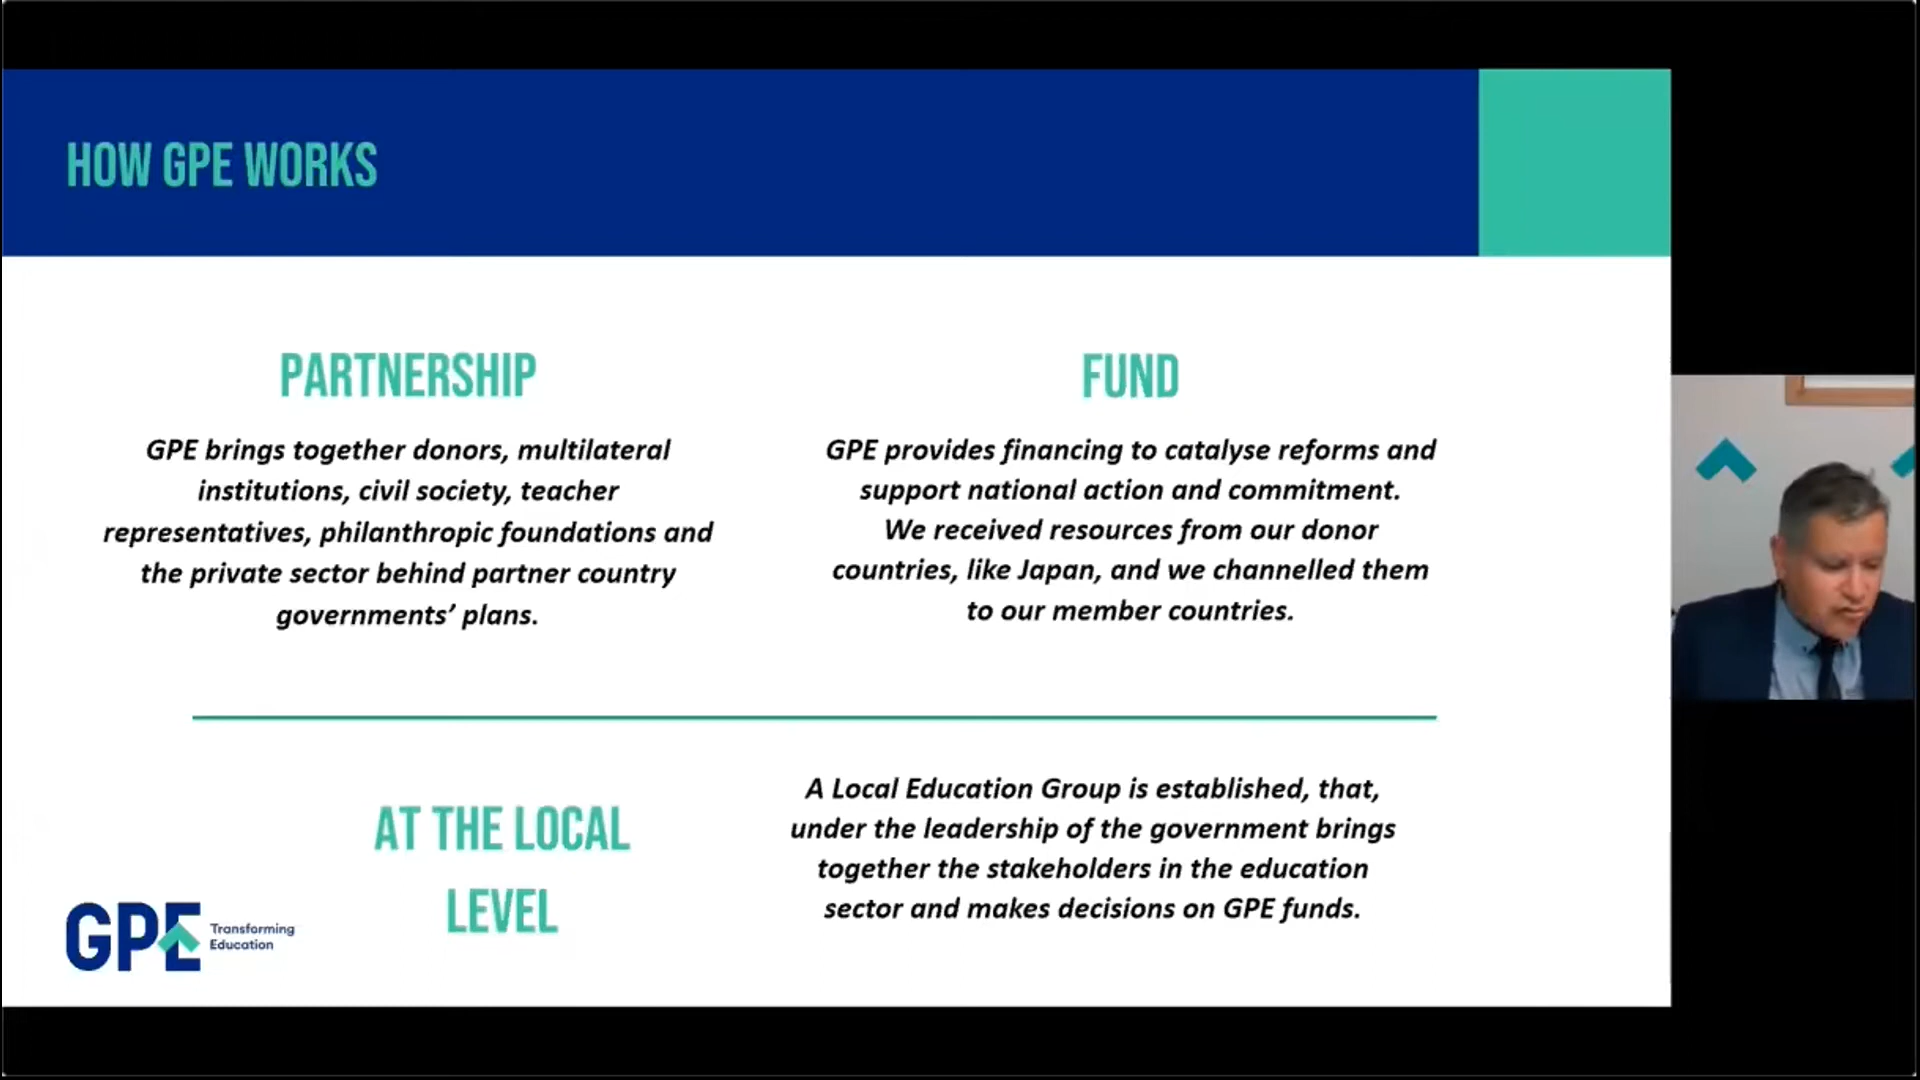 HOW GPE WORKS
PARTNERSHIP
GPE brings together donors, multilateral
institutions, civil society, teacher
representatives, philanthropic foundations and
the private sector behind partner country
governments’ plans.
FUND
GPE provides financing to catalyse reforms and
support national action and commitment.
We received resources from our donor
countries, like Japan, and we channelled them
to our member countries.
AT THE LOCAL
LEVEL
A Local Education Group is established, that,
under the leadership of the government brings
together the stakeholders in the education
sector and makes decisions on GPE funds.
GPE
Transforming
Education